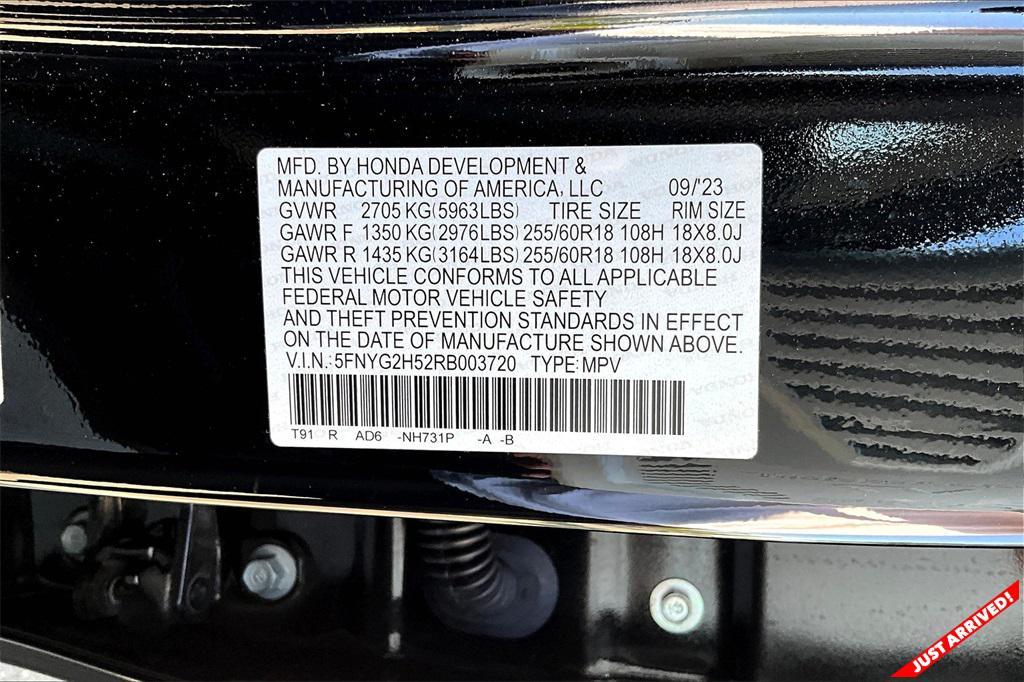 MFD. BY HONDA DEVELOPMENT &
MANUFACTURING OF AMERICA, LLC 09/'23
GVWR 2705 KG(5963LBS) TIRE SIZE RIM SIZE
GAWR F 1350 KG(2976LBS) 255/60R18 108H 18X8.0J
GAWR R 1435 KG(3164LBS) 255/60R18 108H 18X8.0J
THIS VEHICLE CONFORMS TO ALL APPLICABLE
FEDERAL MOTOR VEHICLE SAFETY
AND THEFT PREVENTION STANDARDS IN EFFECT
ON THE DATE OF MANUFACTURE SHOWN ABOVE.
V.I.N.:5FNYG2H52RB003720 TYPE:MPV
T91 R AD6 -NH731P -A -B
JUST ARRIVED!